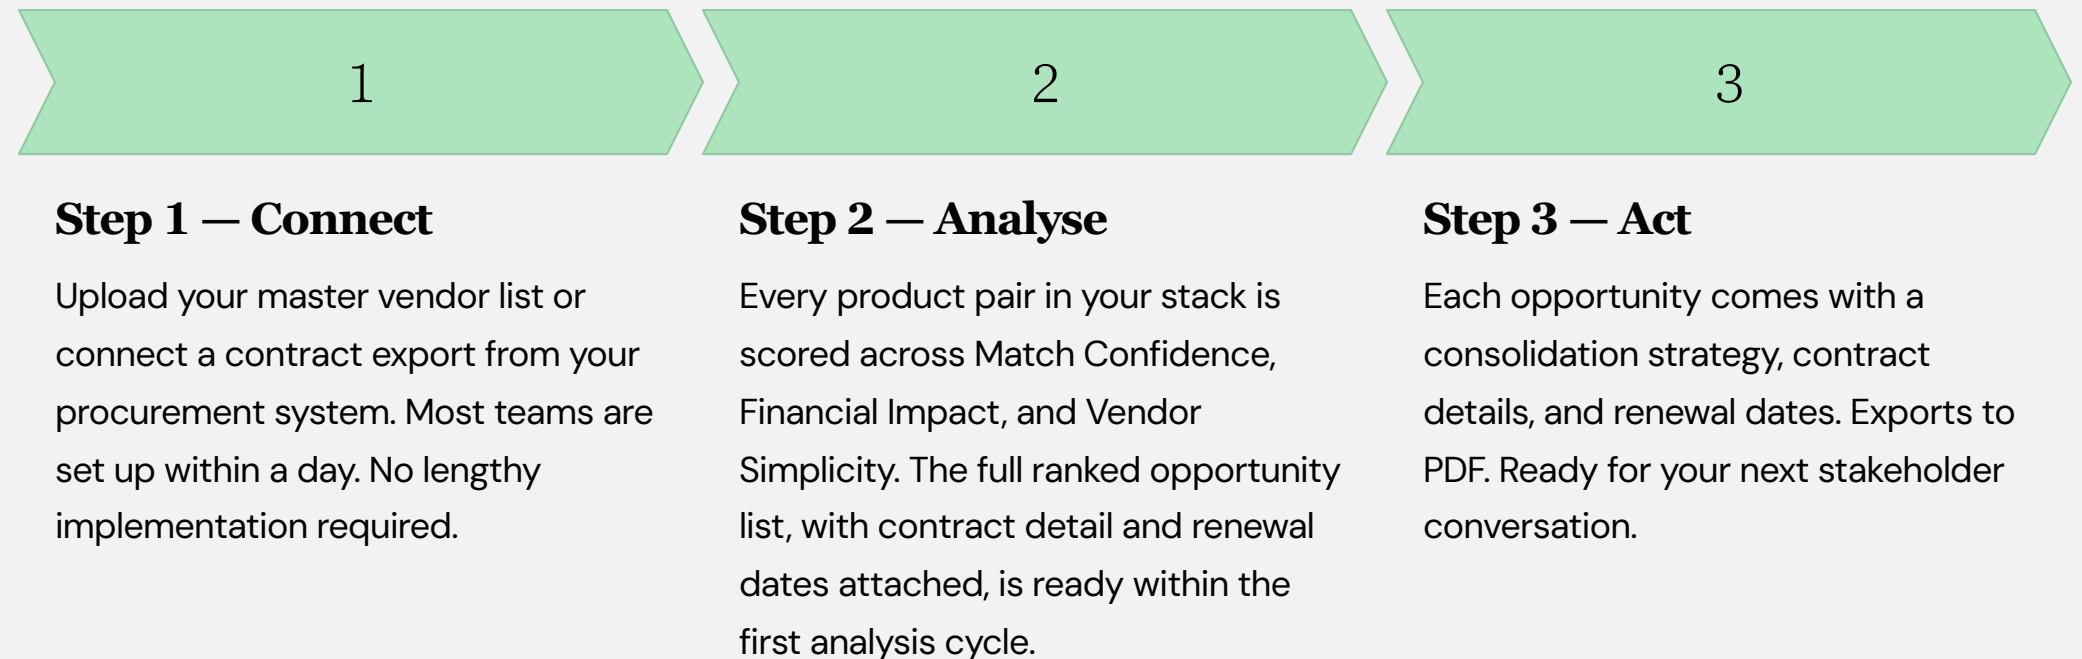 1
2
3
Step 1 — Connect
Upload your master vendor list or
connect a contract export from your
procurement system. Most teams are
set up within a day. No lengthy
implementation required.
Step 2 — Analyse
Every product pair in your stack is
scored across Match Confidence,
Financial Impact, and Vendor
Simplicity. The full ranked opportunity
list, with contract detail and renewal
dates attached, is ready within the
first analysis cycle.
Step 3 — Act
Each opportunity comes with a
consolidation strategy, contract
details, and renewal dates. Exports to
PDF. Ready for your next stakeholder
conversation.